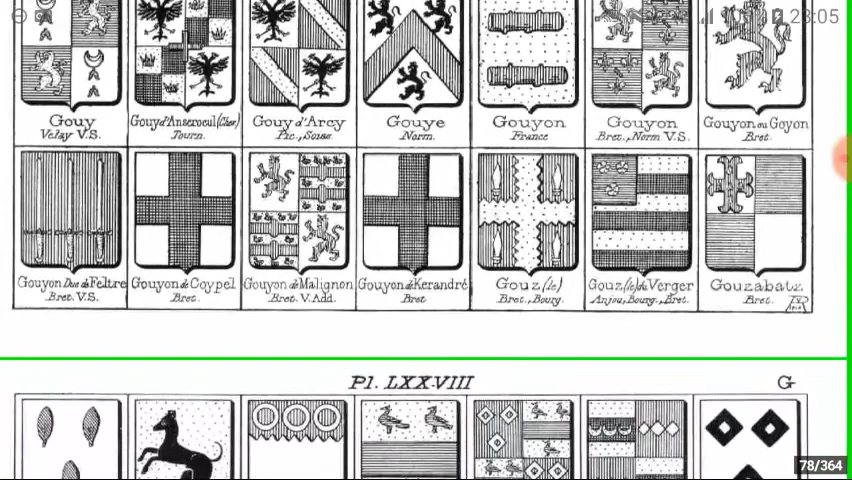 23:05
Gouy
Velay V.S.
Gouy d'Anserocul (Cher)
Tourn.
Gouy d'Arcy
Pic., Soiss.
Gouye
Norm.
Gouyon
France
Gouyon
Bret., Norm V.S.
Gouyon ou Goyon
Bret.
Gouyon Duc de Feltre
Bret. V.S.
Gouyon de Coypel
Bret.
Gouyon de Malignon
Bret. V. Add.
Gouyon de Kerandré
Bret
Gouz (le)
Bret., Bourg.
Gouz (le) du Verger
Anjou, Bourg., Bret.
Gouzabatz
Bret.
Pl. LXXVIII
G
78/364